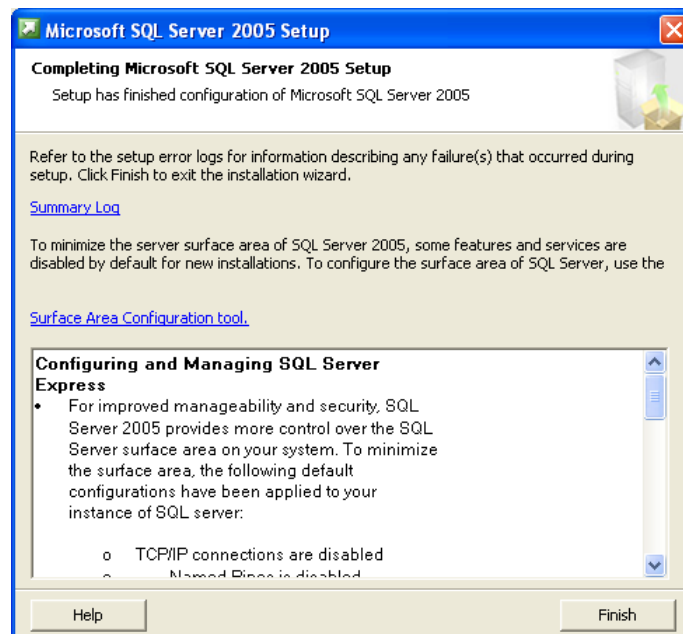 Microsoft SQL Server 2005 Setup
Completing Microsoft SQL Server 2005 Setup
Setup has finished configuration of Microsoft SQL Server 2005
Refer to the setup error logs for information describing any failure(s) that occurred during
setup. Click Finish to exit the installation wizard.
Summary Log
To minimize the server surface area of SQL Server 2005, some features and services are
disabled by default for new installations. To configure the surface area of SQL Server, use the
Surface Area Configuration tool.
Configuring and Managing SQL Server
Express
• For improved manageability and security, SQL
Server 2005 provides more control over the SQL
Server surface area on your system. To minimize
the surface area, the following default
configurations have been applied to your
instance of SQL server:
o TCP/IP connections are disabled
o Named Pipes is disabled
Help
Finish